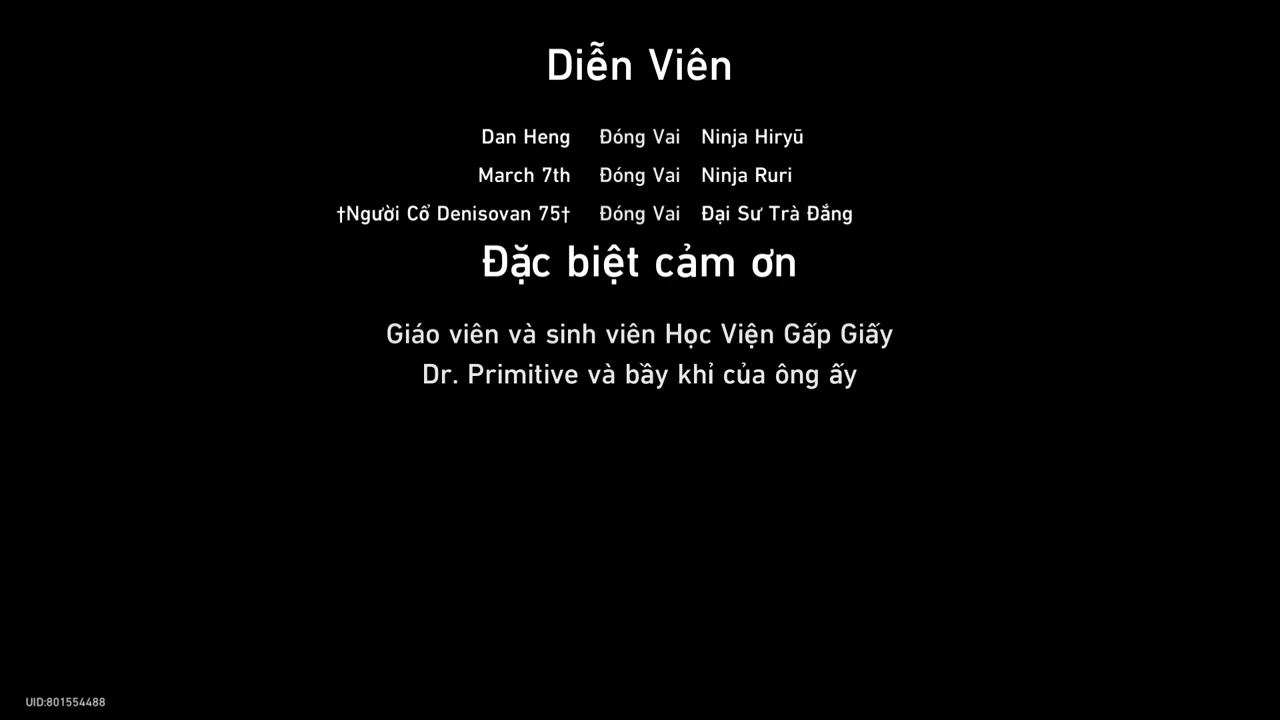 Diễn Viên
Dan Heng Đóng Vai Ninja Hiryū
March 7th Đóng Vai Ninja Ruri
†Người Cổ Denisovan 75† Đóng Vai Đại Sư Trà Đắng
Đặc biệt cảm ơn
Giáo viên và sinh viên Học Viện Gấp Giấy
Dr. Primitive và bầy khỉ của ông ấy
UID:801554488